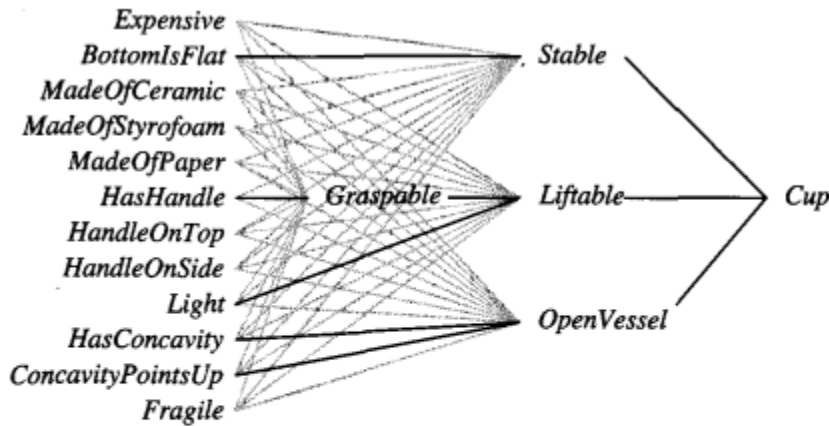 Expensive
BottomIsFlat Stable
MadeOfCeramic
MadeOfStyrofoam
MadeOfPaper
HasHandle Graspable Liftable Cup
HandleOnTop
HandleOnSide
Light
OpenVessel
HasConcavity
ConcavityPointsUp
Fragile